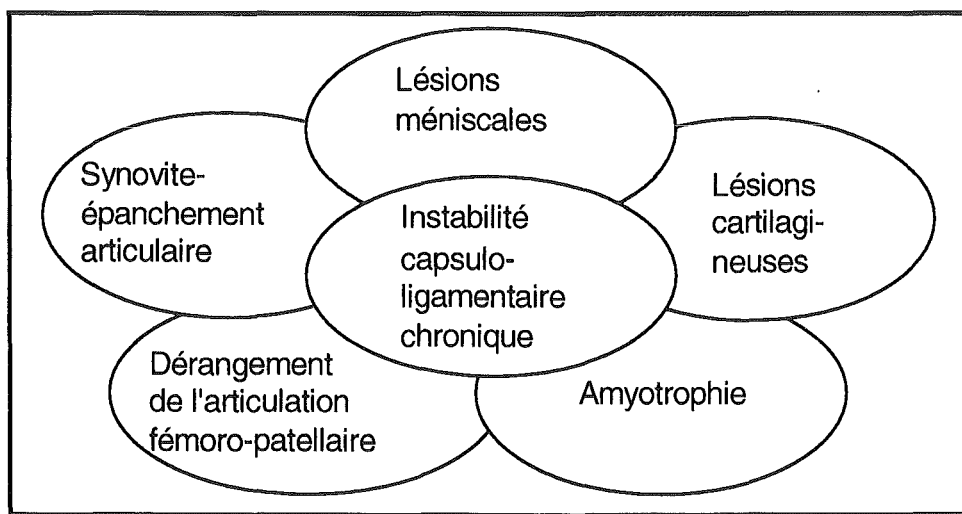 Lésions
méniscales
Synovite-
épanchement
articulaire
Instabilité
capsulo-
ligamentaire
chronique
Lésions
cartilagi-
neuses
Dérangement
de l'articulation
fémoro-patellaire
Amyotrophie